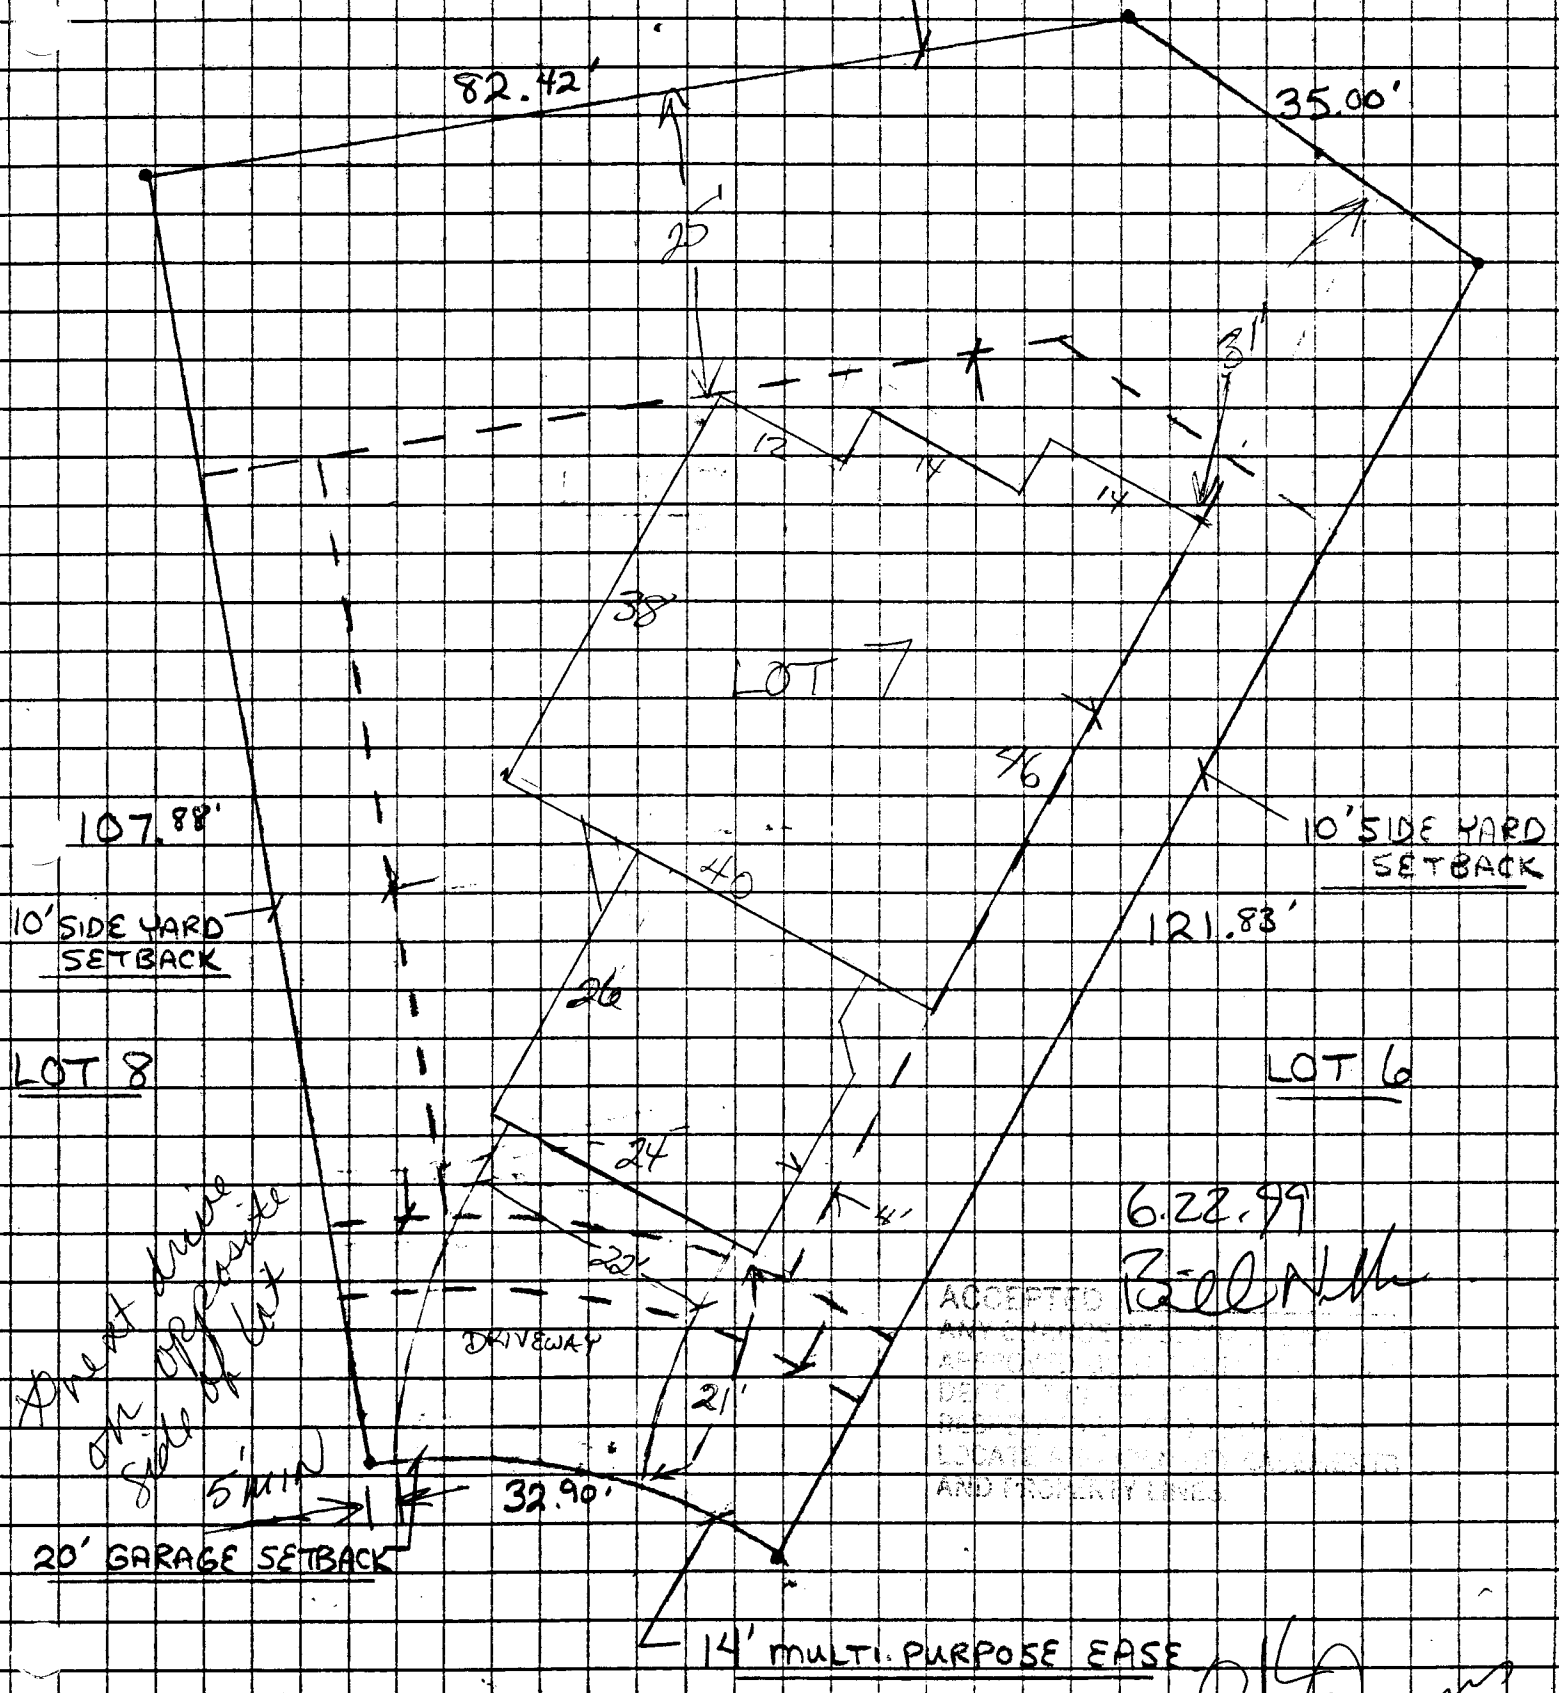 82.42'
35.00'
25'
31'
12
14
14
38
LOT 7
46
107.88'
40
10' SIDE YARD
SETBACK
10' SIDE YARD
SETBACK
121.83'
26
LOT 8
LOT 6
24
6.22.99
4'
22'
ACCEPTED
Bill
DRIVEWAY
drive
on opposite
side of lot
21'
LOCATE
AND PROPERTY LINES.
5' MIN
32.90'
20' GARAGE SETBACK
14' MULTI-PURPOSE EASE